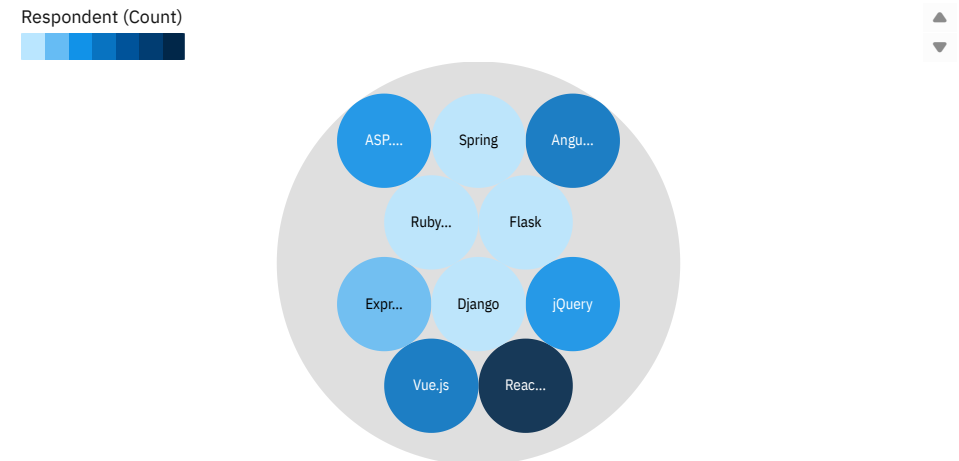 Respondent (Count)
ASP....
Spring
Angu...
Ruby...
Flask
Expr...
Django
jQuery
Vue.js
Reac...